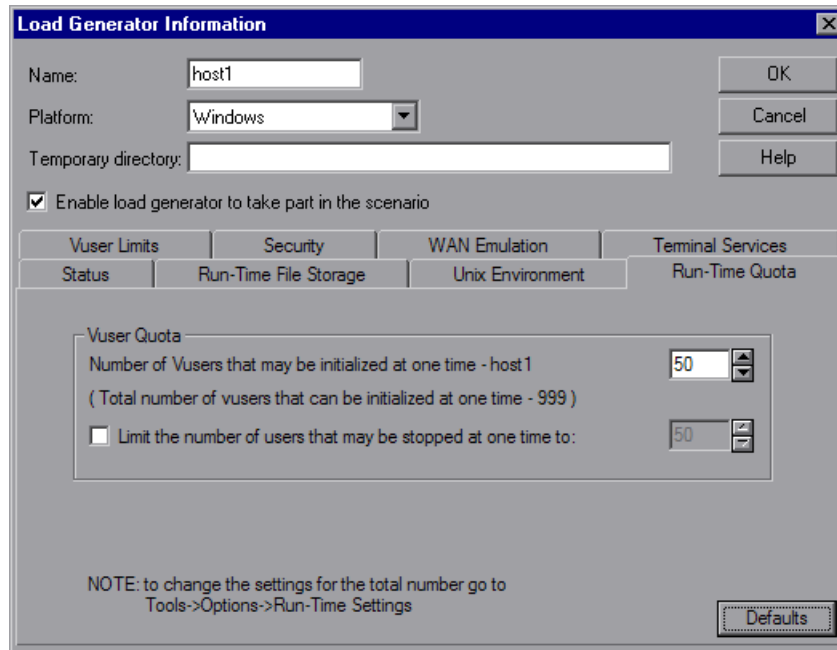 Load Generator Information
Name: host1 OK
Platform: Windows Cancel
Temporary directory: Help
Enable load generator to take part in the scenario
Vuser Limits Security WAN Emulation Terminal Services
Status Run-Time File Storage Unix Environment Run-Time Quota
Vuser Quota
Number of Vusers that may be initialized at one time - host1 50
( Total number of vusers that can be initialized at one time - 999 )
Limit the number of users that may be stopped at one time to: 50
NOTE: to change the settings for the total number go to
Tools->Options->Run-Time Settings
Defaults